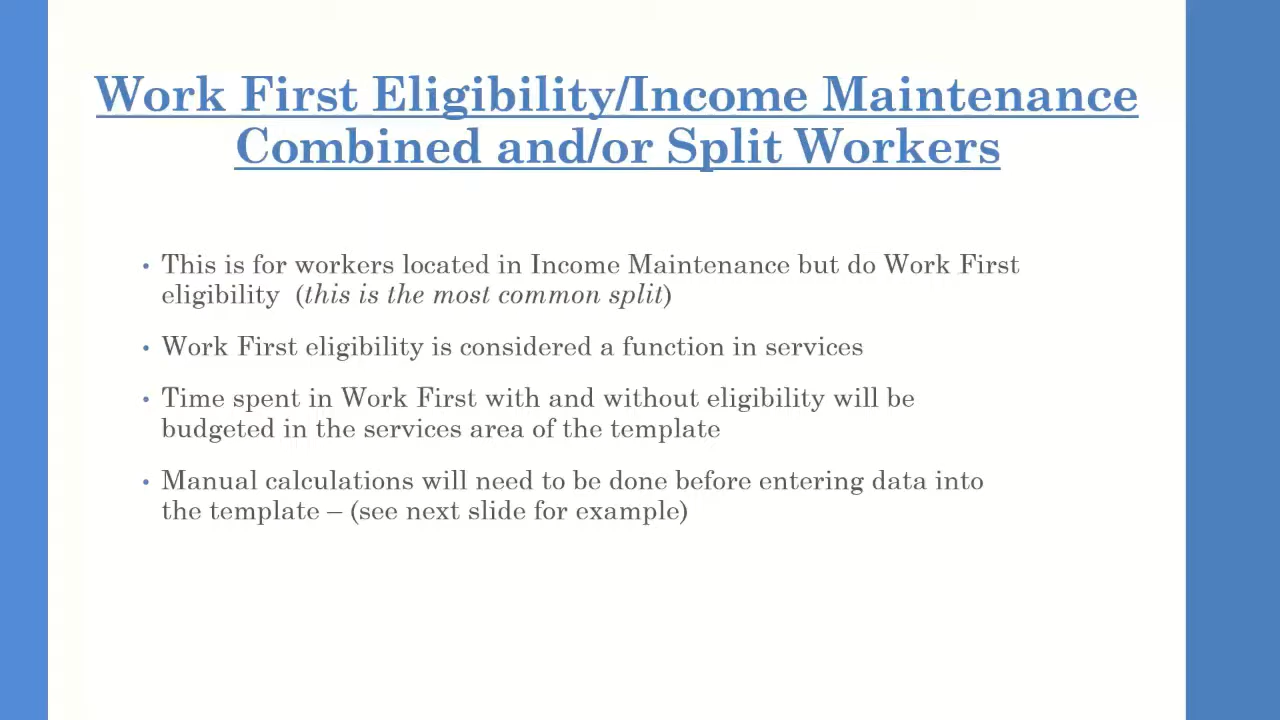 Work First Eligibility/Income Maintenance
Combined and/or Split Workers
• This is for workers located in Income Maintenance but do Work First
eligibility (this is the most common split)
• Work First eligibility is considered a function in services
• Time spent in Work First with and without eligibility will be
budgeted in the services area of the template
• Manual calculations will need to be done before entering data into
the template – (see next slide for example)